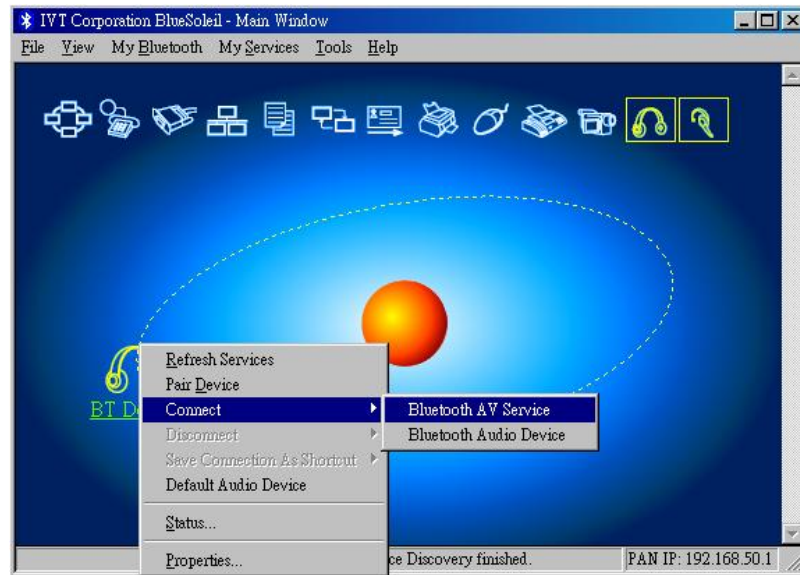 IVT Corporation BlueSoleil - Main Window
File View My Bluetooth My Services Tools Help
BT D
Refresh Services
Pair Device
Connect
Bluetooth AV Service
Disconnect
Bluetooth Audio Device
Save Connection As Shortcut
Default Audio Device
Status...
Properties...
ce Discovery finished.
PAN IP: 192.168.50.1